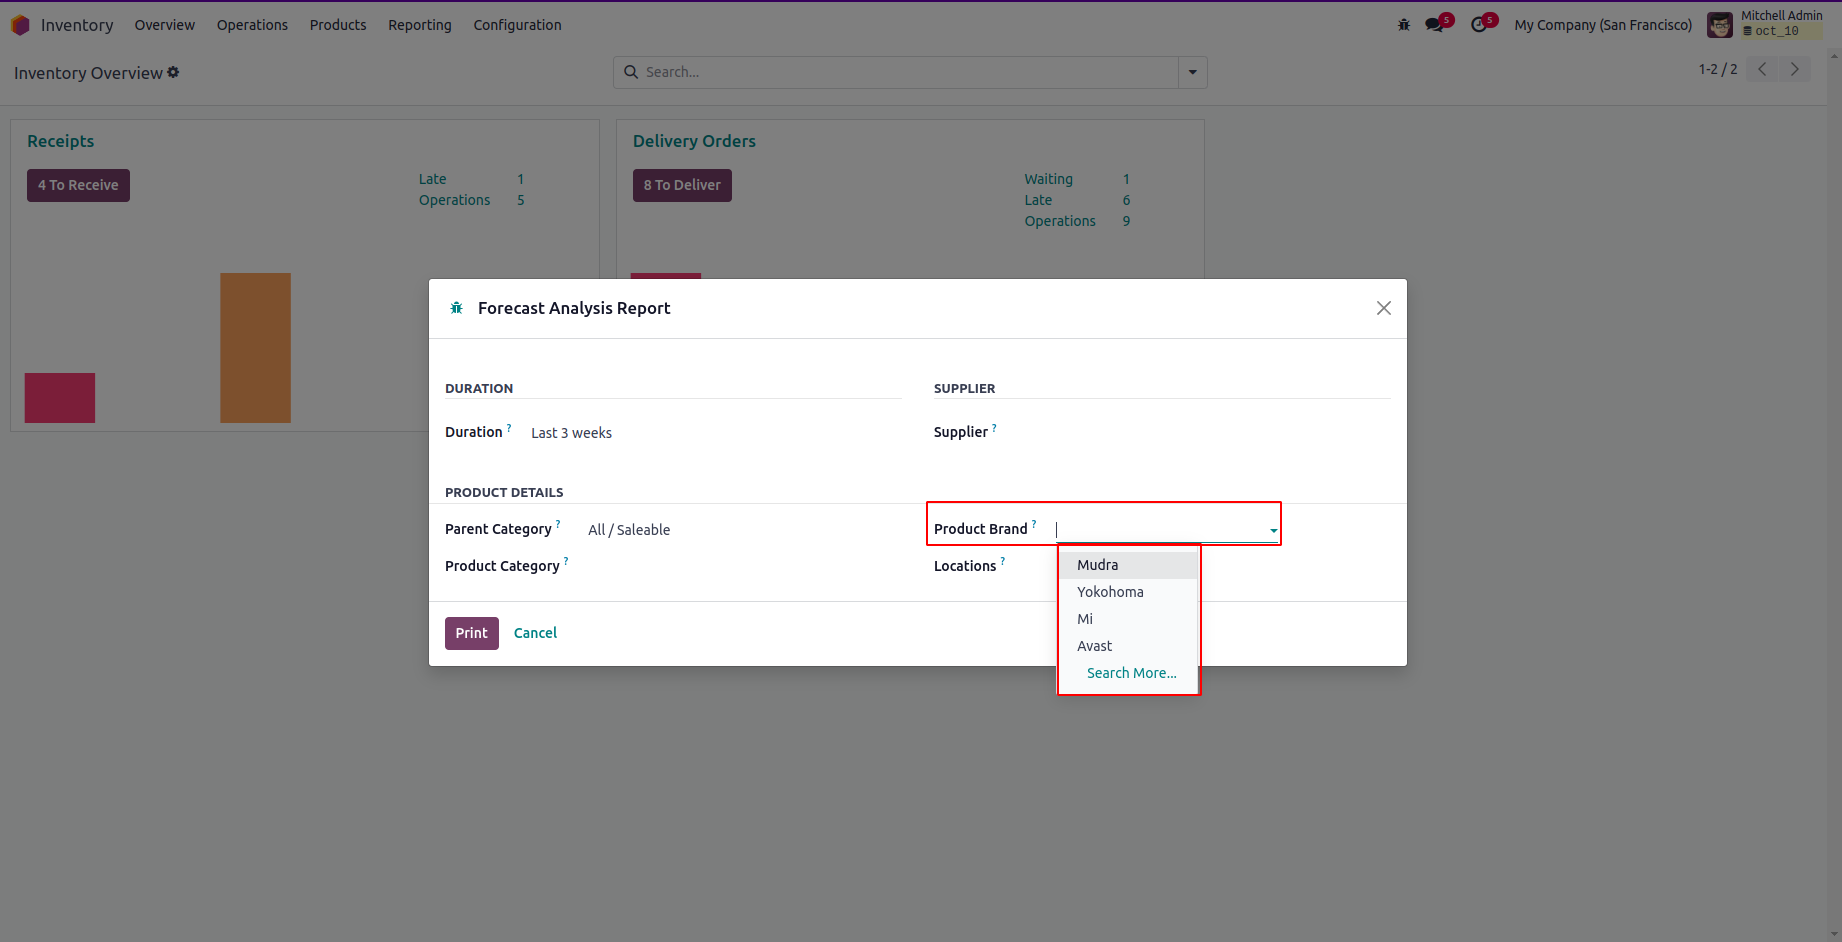 Inventory Overview Operations Products Reporting Configuration 5 5 My Company (San Francisco) Mitchell Admin
oct_10
Inventory Overview Search... 1-2 / 2
Receipts
4 To Receive
Late 1
Operations 5
Delivery Orders
8 To Deliver
Waiting 1
Late 6
Operations 9
Forecast Analysis Report
DURATION
Duration ? Last 3 weeks
SUPPLIER
Supplier ?
PRODUCT DETAILS
Parent Category ? All / Saleable
Product Category ?
Product Brand ?
Locations ?
Mudra
Yokohoma
Mi
Avast
Search More...
Print Cancel